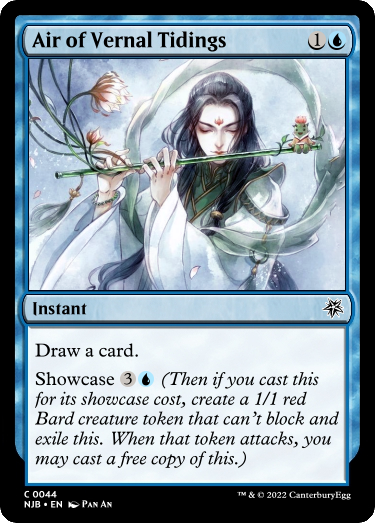 Air of Vernal Tidings 1
Instant
Draw a card.
Showcase 3 (Then if you cast this
for its showcase cost, create a 1/1 red
Bard creature token that can't block and
exile this. When that token attacks, you
may cast a free copy of this.)
C 0044
NJB • EN Pan An
™ & © 2022 CanterburyEgg